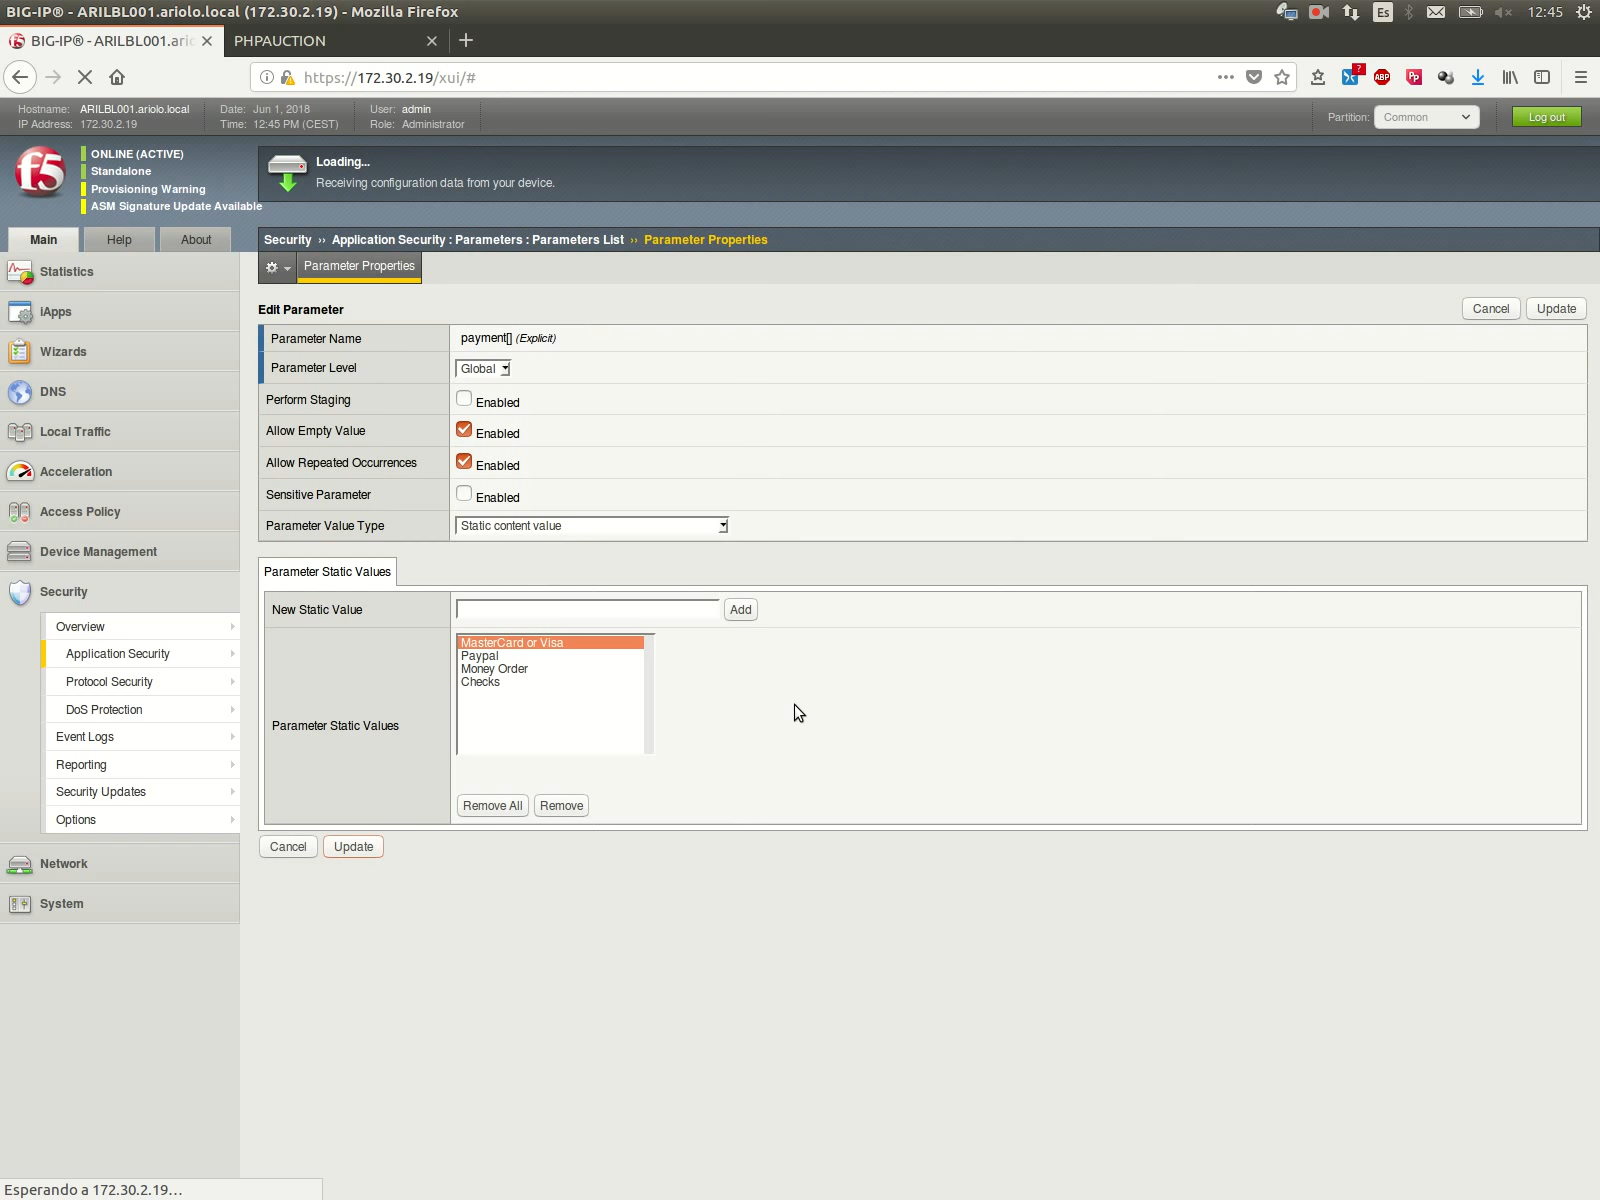 BIG-IP® - ARILBL001.ariolo.local (172.30.2.19) - Mozilla Firefox
Es
12:45
BIG-IP® - ARILBL001.ario
PHPAUCTION
https://172.30.2.19/xui/#
?
ABP
Hostname: ARILBL001.ariolo.local
IP Address: 172.30.2.19
Date: Jun 1, 2018
Time: 12:45 PM (CEST)
User: admin
Role: Administrator
Partition: Common
Log out
f5
ONLINE (ACTIVE)
Standalone
Provisioning Warning
ASM Signature Update Available
Loading...
Receiving configuration data from your device.
Main
Help
About
Security ›› Application Security : Parameters : Parameters List ›› Parameter Properties
Parameter Properties
Statistics
iApps
Wizards
DNS
Local Traffic
Acceleration
Access Policy
Device Management
Security
Overview
Application Security
Protocol Security
DoS Protection
Event Logs
Reporting
Security Updates
Options
Network
System
Edit Parameter
Cancel
Update
Parameter Name
payment[] (Explicit)
Parameter Level
Global
Perform Staging
Enabled
Allow Empty Value
Enabled
Allow Repeated Occurrences
Enabled
Sensitive Parameter
Enabled
Parameter Value Type
Static content value
Parameter Static Values
New Static Value
Add
Parameter Static Values
MasterCard or Visa
Paypal
Money Order
Checks
Remove All
Remove
Cancel
Update
Esperando a 172.30.2.19…